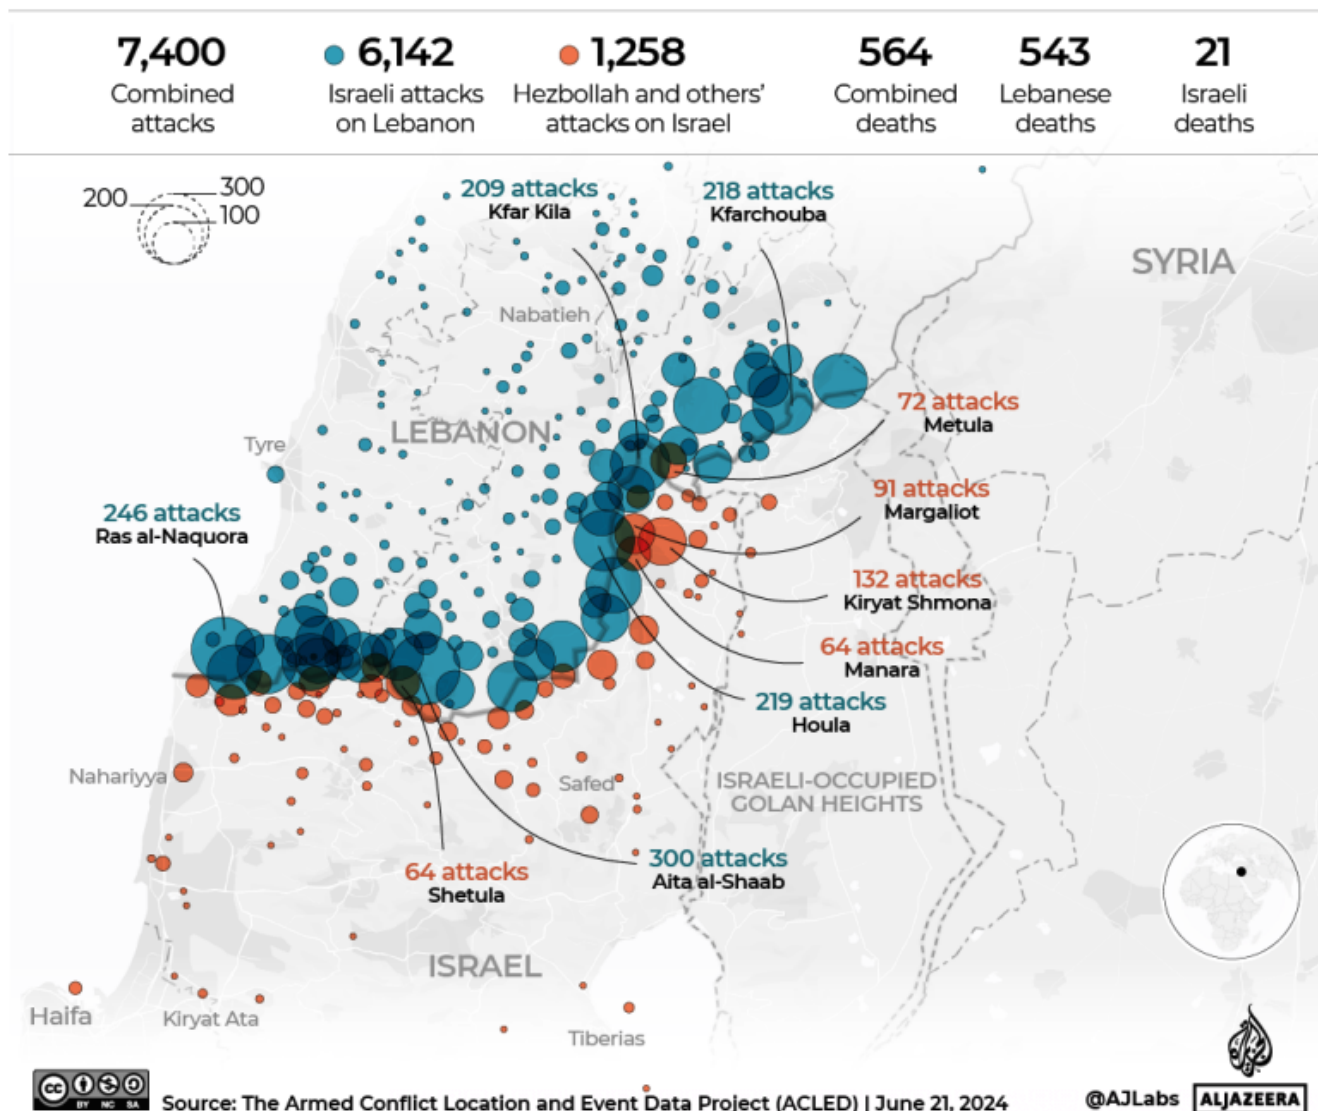 7,400
Combined
attacks
6,142
Israeli attacks
on Lebanon
1,258
Hezbollah and others'
attacks on Israel
564
Combined
deaths
543
Lebanese
deaths
21
Israeli
deaths
300
200
100
209 attacks
Kfar Kila
218 attacks
Kfarchouba
SYRIA
Nabatieh
72 attacks
Metula
LEBANON
Tyre
91 attacks
Margaliot
246 attacks
Ras al-Naquora
132 attacks
Kiryat Shmona
64 attacks
Manara
219 attacks
Houla
Nahariyya
Safed
ISRAELI-OCCUPIED
GOLAN HEIGHTS
64 attacks
Shetula
300 attacks
Aita al-Shaab
ISRAEL
Haifa
Kiryat Ata
Tiberias
cc
BY NC SA
Source: The Armed Conflict Location and Event Data Project (ACLED) | June 21, 2024
@AJLabs
ALJAZEERA